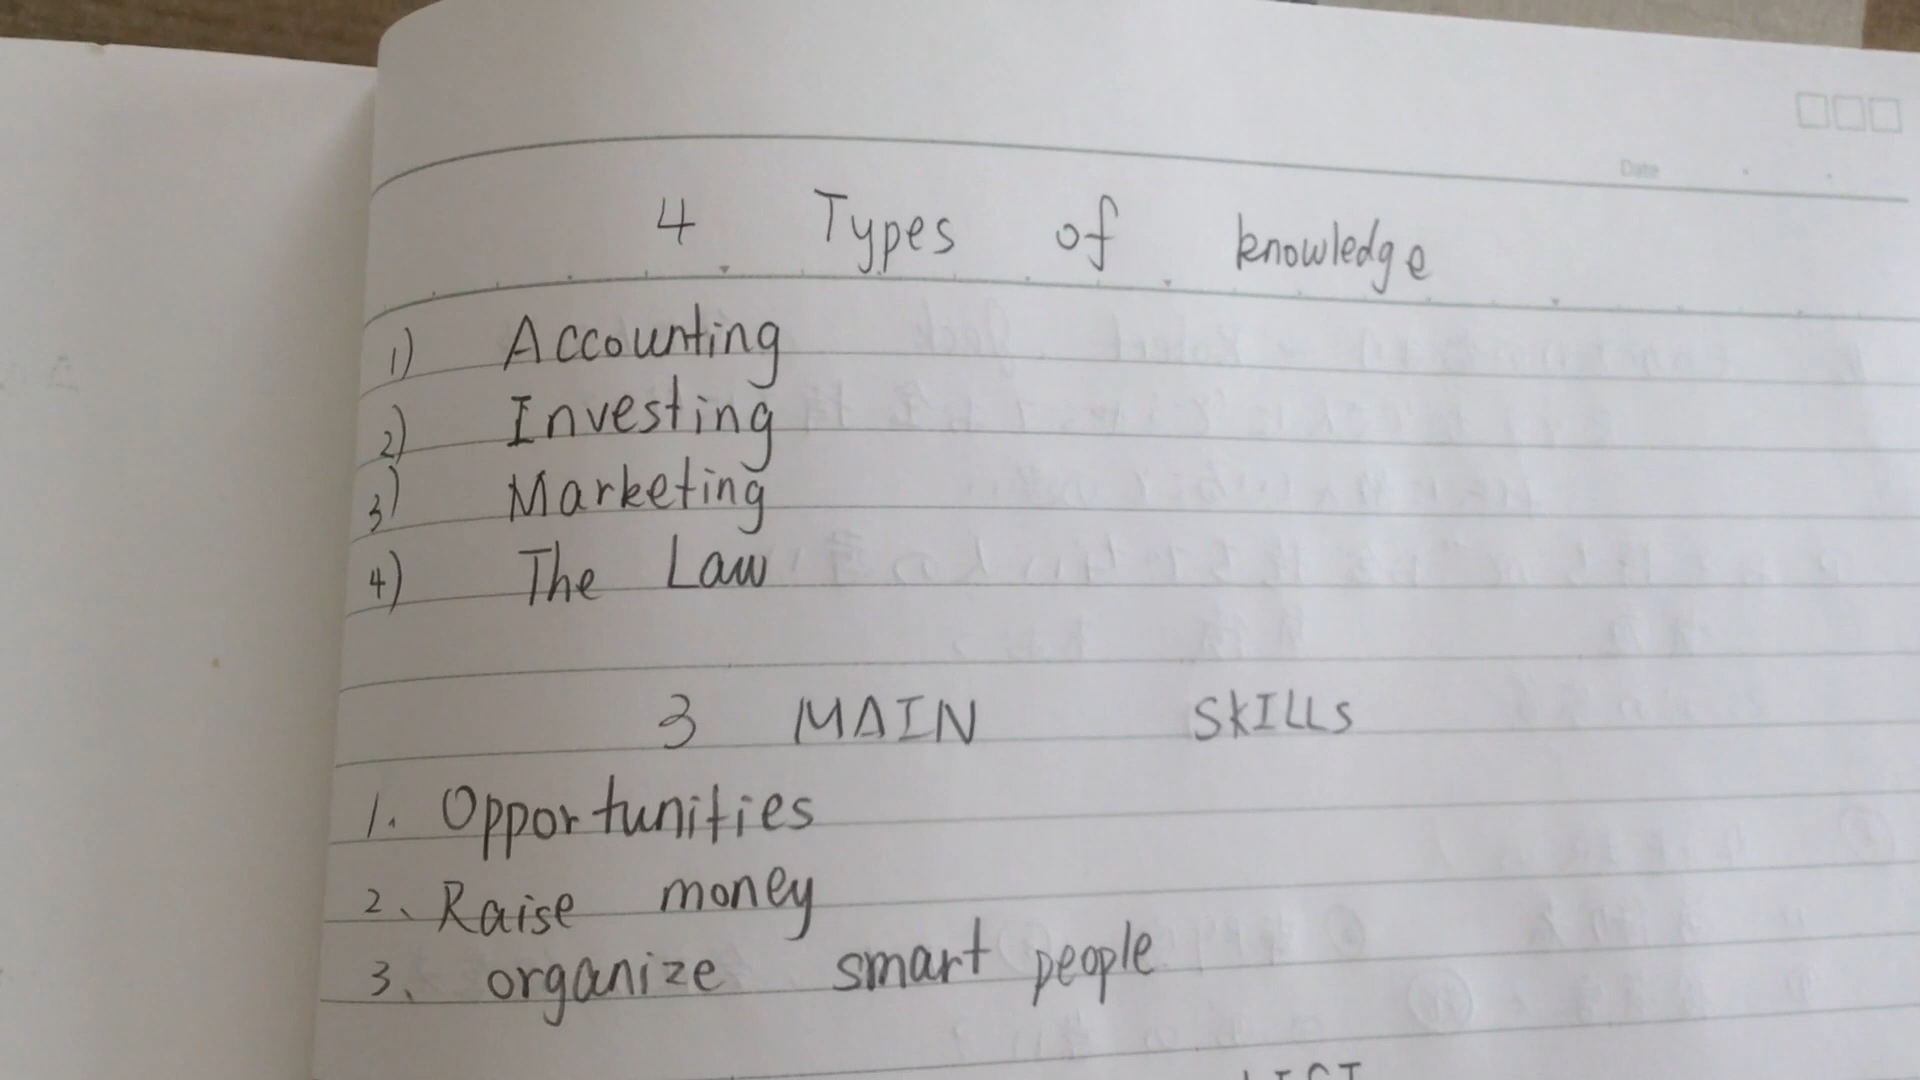 Date
4 Types of knowledge
1) Accounting
2) Investing
3) Marketing
4) The Law
3 MAIN SKILLS
1. Opportunities
2、Raise money
3、organize smart people